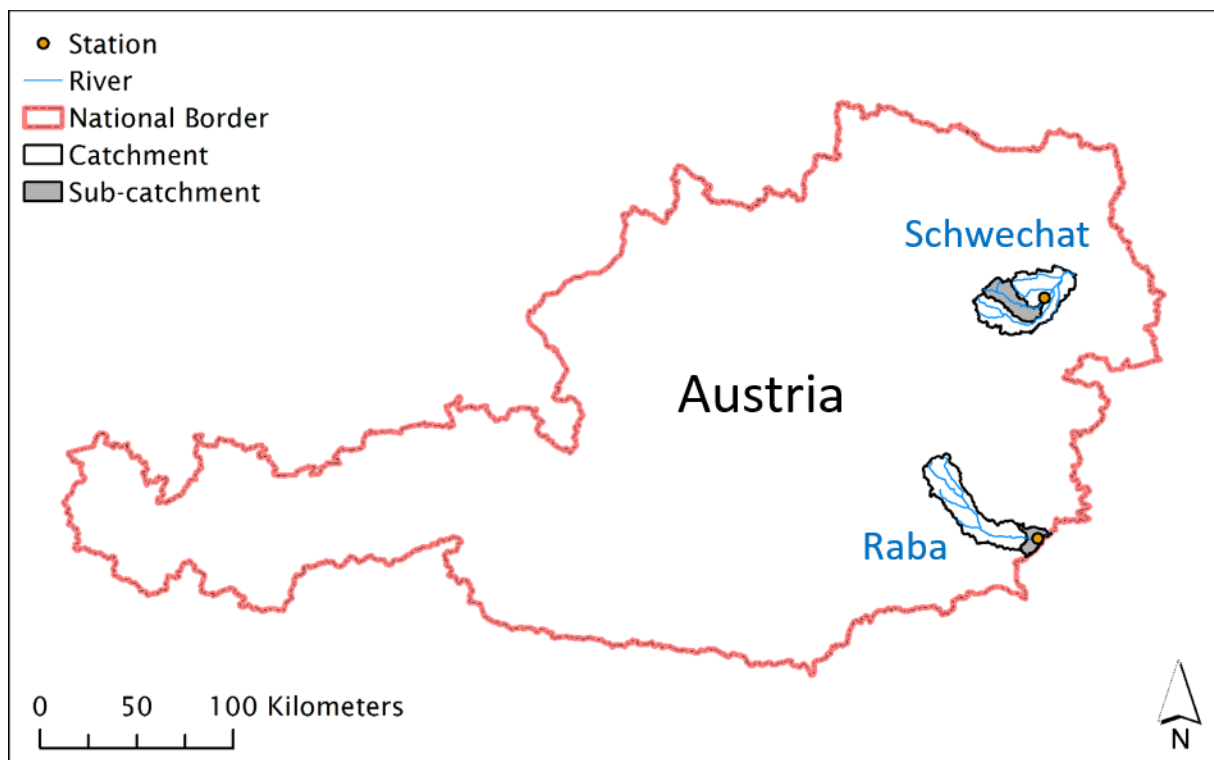 Station
River
National Border
Catchment
Sub-catchment
Schwechat
Austria
Raba
0 50 100 Kilometers
N